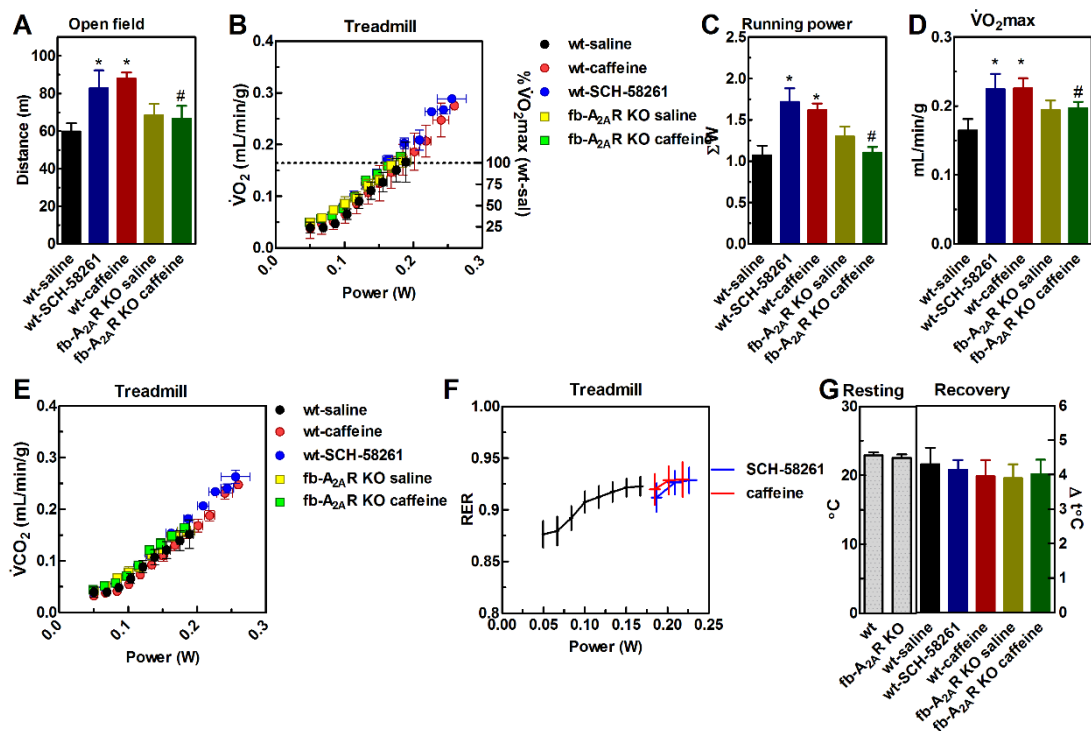 A
Open field
Distance (m)
100
80
60
40
20
0
*
*
#
wt-saline
wt-SCH-58261
wt-caffeine
fb-A2AR KO saline
fb-A2AR KO caffeine
B
Treadmill
V̇O2 (mL/min/g)
0.4
0.3
0.2
0.1
0.0
0.0
0.1
0.2
0.3
Power (W)
% V̇O2max (wt-sal)
100
75
50
25
wt-saline
wt-caffeine
wt-SCH-58261
fb-A2AR KO saline
fb-A2AR KO caffeine
C
Running power
ΣW
2.5
2.0
1.5
1.0
0.5
0.0
*
*
#
wt-saline
wt-SCH-58261
wt-caffeine
fb-A2AR KO saline
fb-A2AR KO caffeine
D
V̇O2max
mL/min/g
0.3
0.2
0.1
0.0
*
*
#
wt-saline
wt-SCH-58261
wt-caffeine
fb-A2AR KO saline
fb-A2AR KO caffeine
E
Treadmill
V̇CO2 (mL/min/g)
0.4
0.3
0.2
0.1
0.0
0.0
0.1
0.2
0.3
Power (W)
wt-saline
wt-caffeine
wt-SCH-58261
fb-A2AR KO saline
fb-A2AR KO caffeine
F
Treadmill
RER
1.00
0.95
0.90
0.85
0.8
0.00
0.05
0.10
0.15
0.20
0.25
Power (W)
SCH-58261
caffeine
G
Resting
Recovery
°C
30
20
10
0
6
5
4
3
2
1
0
Δ t°C
wt
fb-A2AR KO
wt-saline
wt-SCH-58261
wt-caffeine
fb-A2AR KO saline
fb-A2AR KO caffeine